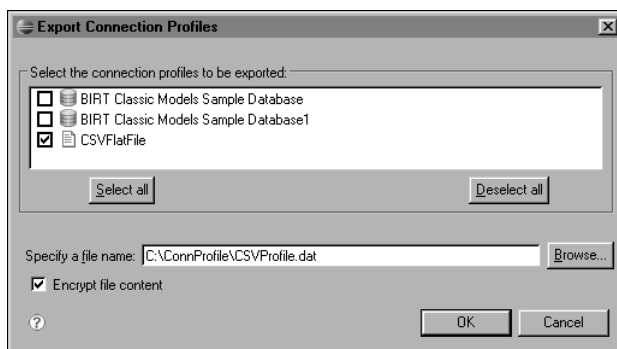 Export Connection Profiles
Select the connection profiles to be exported:
BIRT Classic Models Sample Database
BIRT Classic Models Sample Database1
CSVFlatFile
Select all
Deselect all
Specify a file name: C:\ConnProfile\CSVProfile.dat Browse...
Encrypt file content
? OK Cancel